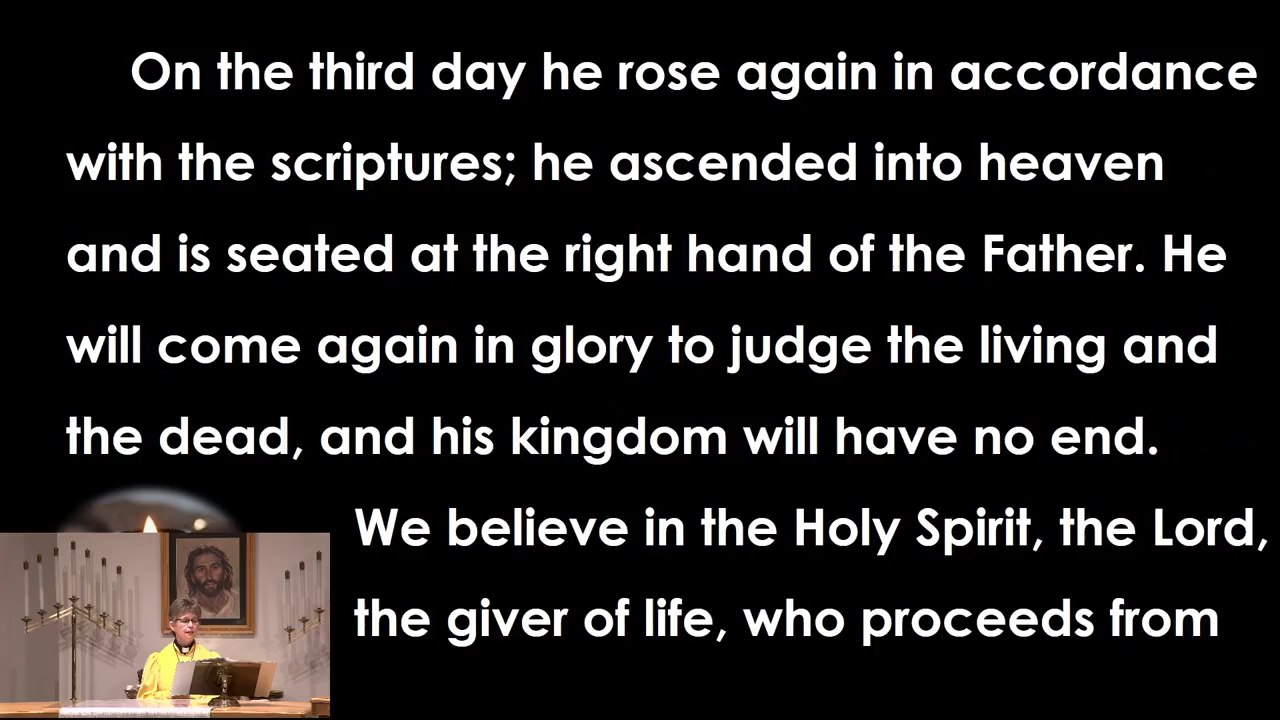 On the third day he rose again in accordance
with the scriptures; he ascended into heaven
and is seated at the right hand of the Father. He
will come again in glory to judge the living and
the dead, and his kingdom will have no end.
We believe in the Holy Spirit, the Lord,
the giver of life, who proceeds from